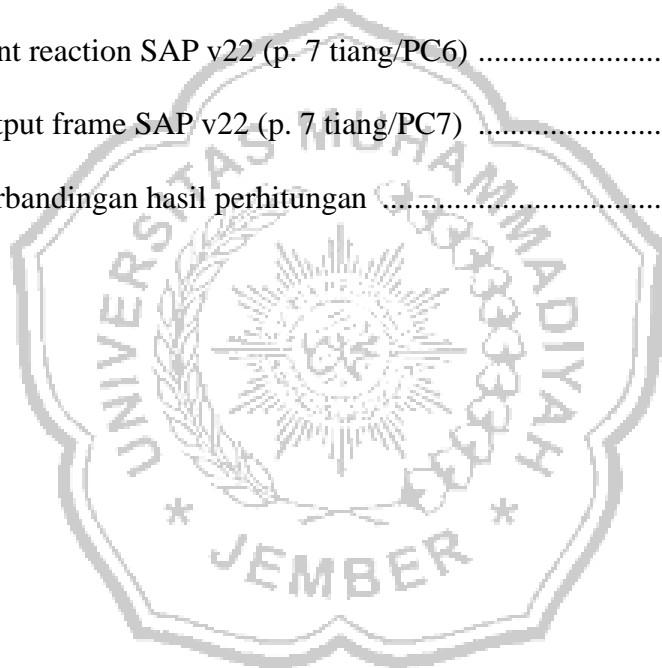 nt reaction SAP v22 (p. 7 tiang/PC6) ........................
tput frame SAP v22 (p. 7 tiang/PC7) ........................
rbandingan hasil perhitungan ....................................
UNIVERSITAS MUHAMMADIYAH
* JEMBER *